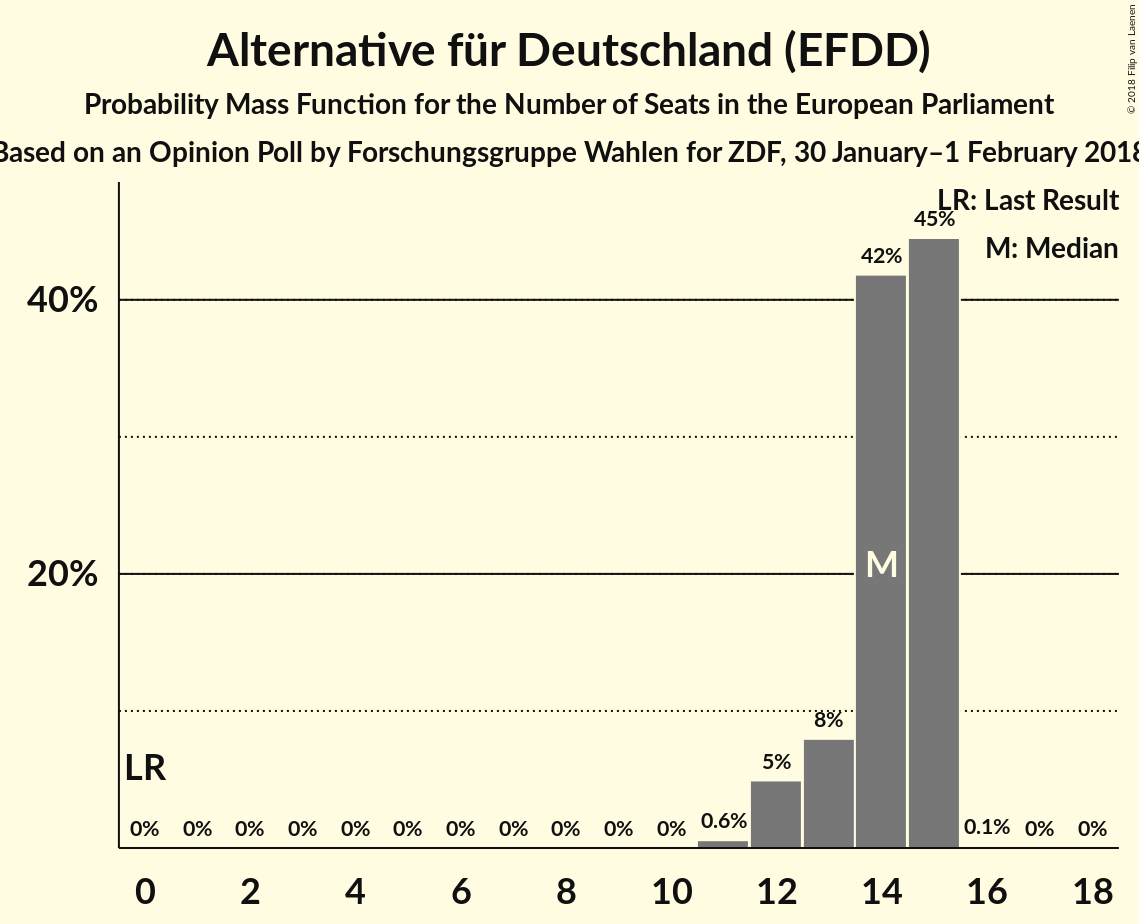 Alternative für Deutschland (EFDD)
Probability Mass Function for the Number of Seats in the European Parliament
Based on an Opinion Poll by Forschungsgruppe Wahlen for ZDF, 30 January–1 February 2018
© 2018 Filip van Laenen
LR: Last Result
M: Median
45%
42%
40%
M
20%
8%
5%
LR
0% 0% 0% 0% 0% 0% 0% 0% 0% 0% 0% 0.6% 0.1% 0% 0%
0 2 4 6 8 10 12 14 16 18